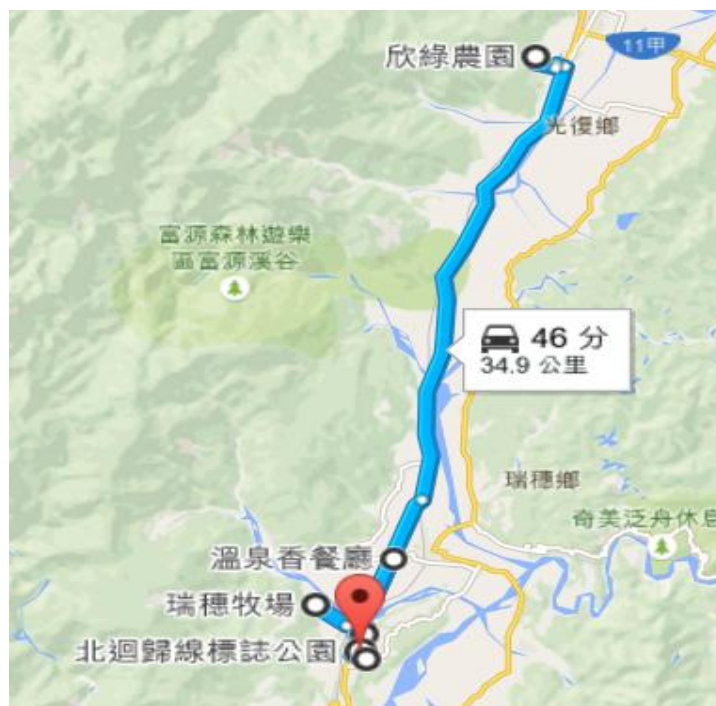 欣綠農園
11甲
光復鄉
富源森林遊樂
區富源溪谷
46 分
34.9 公里
瑞穗鄉
奇美泛舟休息
溫泉香餐廳
瑞穗牧場
北迴歸線標誌公園